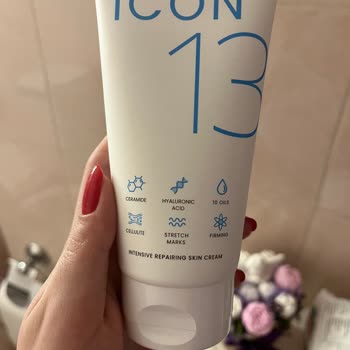 ICON
13
CERAMIDE
HYALURONIC
ACID
10 OILS
CELLULITE
STRETCH
MARKS
FIRMING
INTENSIVE REPAIRING SKIN CREAM